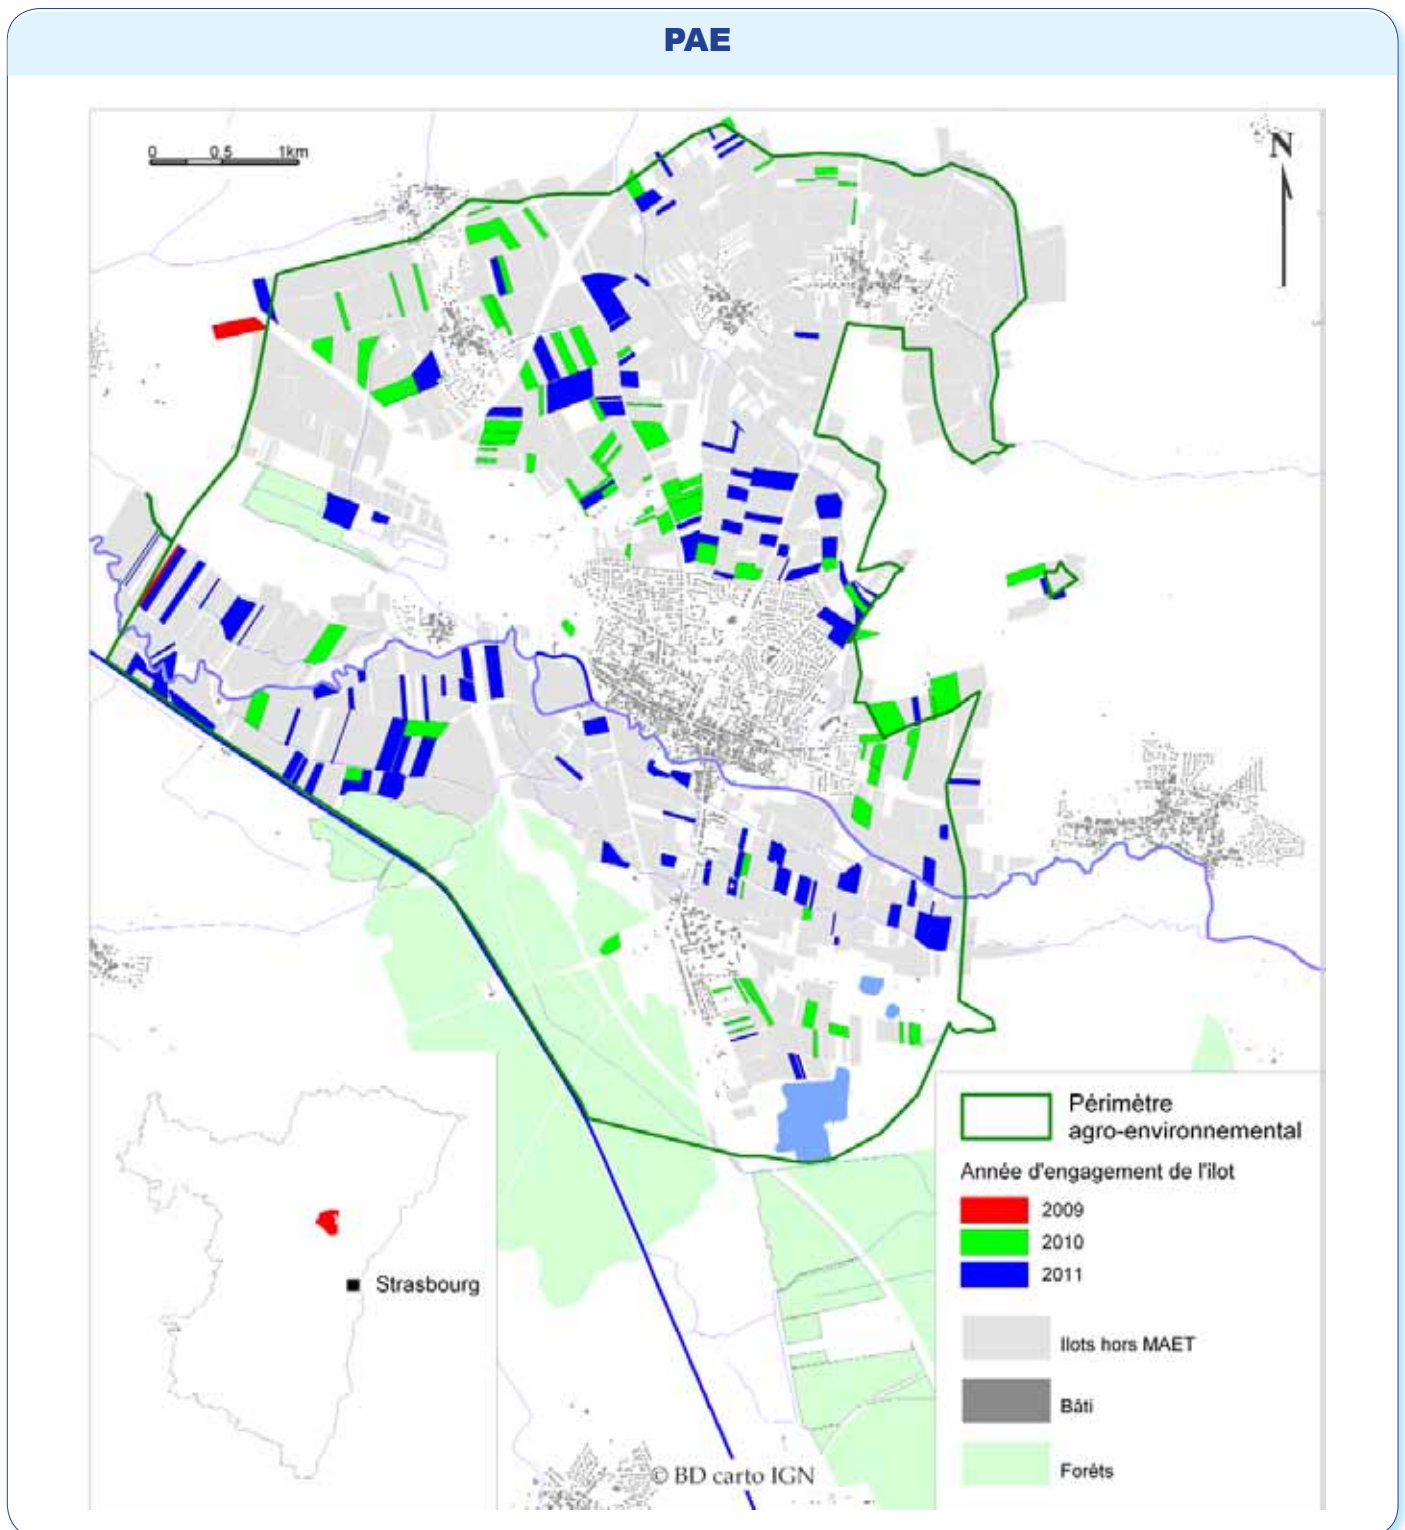 PAE
0 0,5 1km
N
Périmètre
agro-environnemental
Année d'engagement de l'îlot
2009
2010
2011
Strasbourg
Ilots hors MAET
Bâti
Forêts
© BD carto IGN